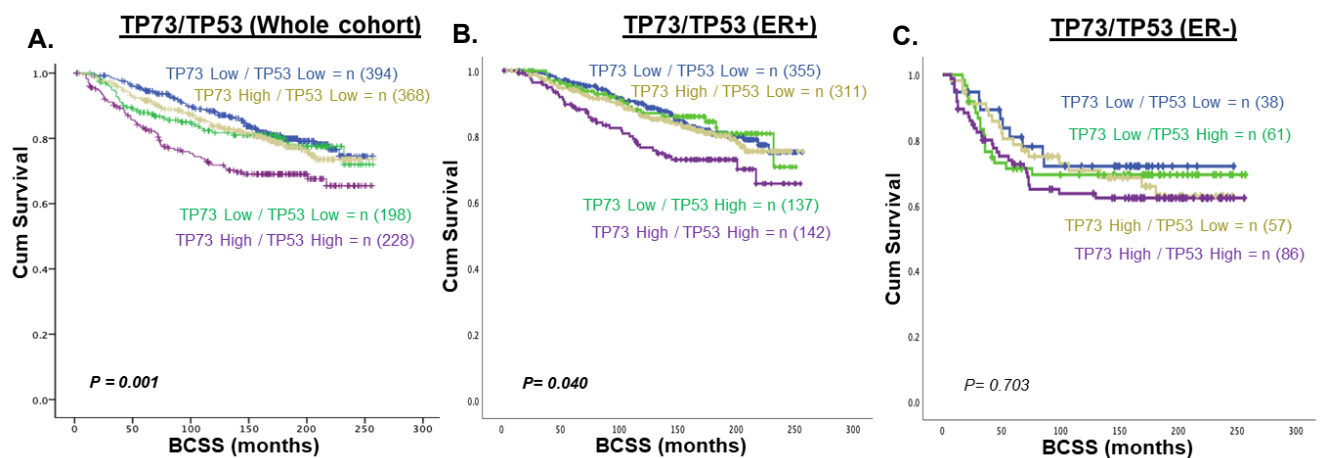 A.
TP73/TP53 (Whole cohort)
TP73 Low / TP53 Low = n (394)
TP73 High / TP53 Low = n (368)
TP73 Low / TP53 Low = n (198)
TP73 High / TP53 High = n (228)
P = 0.001
Cum Survival
1.0
0.8
0.6
0.4
0.2
0.0
0 50 100 150 200 250 300
BCSS (months)
B.
TP73/TP53 (ER+)
TP73 Low / TP53 Low = n (355)
TP73 High / TP53 Low = n (311)
TP73 Low / TP53 High = n (137)
TP73 High / TP53 High = n (142)
P= 0.040
Cum Survival
1.0
0.8
0.6
0.4
0.2
0.0
0 50 100 150 200 250 300
BCSS (months)
C.
TP73/TP53 (ER-)
TP73 Low / TP53 Low = n (38)
TP73 Low /TP53 High = n (61)
TP73 High / TP53 Low = n (57)
TP73 High / TP53 High = n (86)
P= 0.703
Cum Survival
1.0
0.8
0.6
0.4
0.2
0.0
0 50 100 150 200 250 300
BCSS (months)